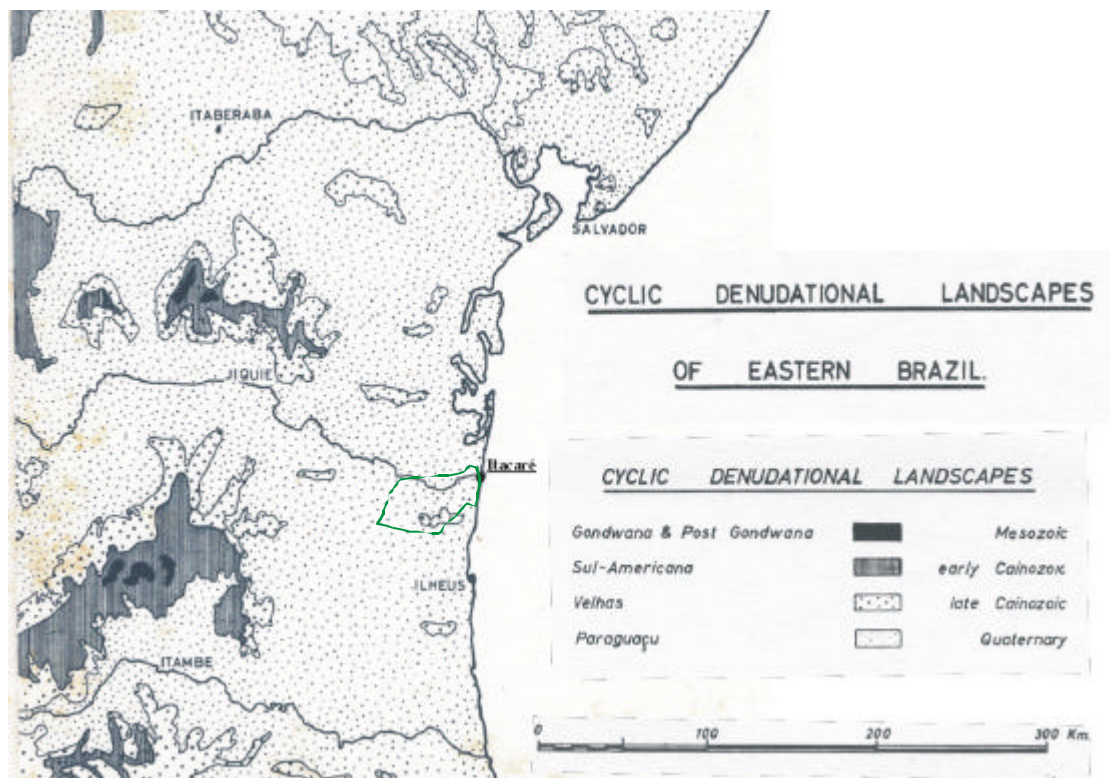 ITABERABA
SALVADOR
CYCLIC DENUDATIONAL LANDSCAPES
OF EASTERN BRAZIL.
JIQUIE
Itacaré
CYCLIC DENUDATIONAL LANDSCAPES
Gondwana & Post Gondwana Mesozoic
Sul-Americana early Cainozoic
Velhas late Cainozoic
Paraguaçu Quaternary
ILHEUS
ITAMBE
0 100 200 300 Km.